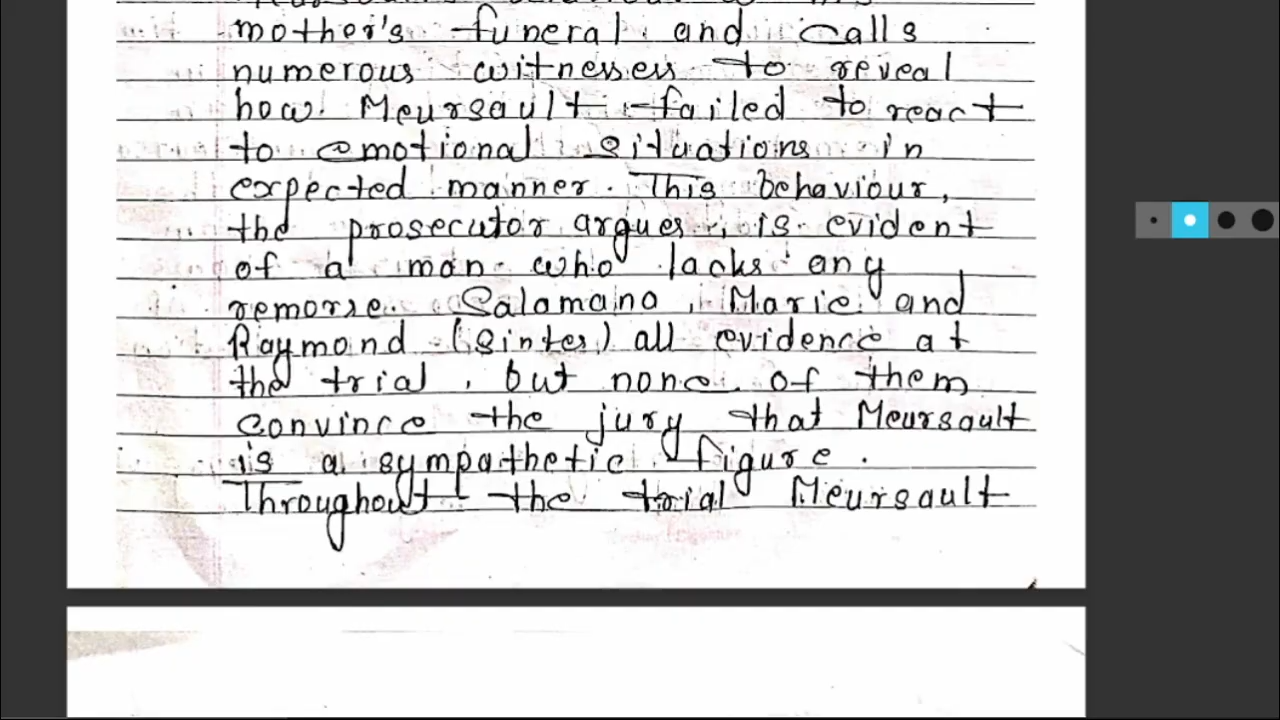 mother's funeral and calls
numerous witnesses to reveal
how Meursault failed to react
to emotional situations in
expected manner. This behaviour,
the prosecutor argues, is evident
of a man who lacks any
remorse. Salamano, Marie and
Raymond (Sintes) all evidence at
the trial, but none of them
convince the jury that Meursault
is a sympathetic figure.
Throughout the trial Meursault